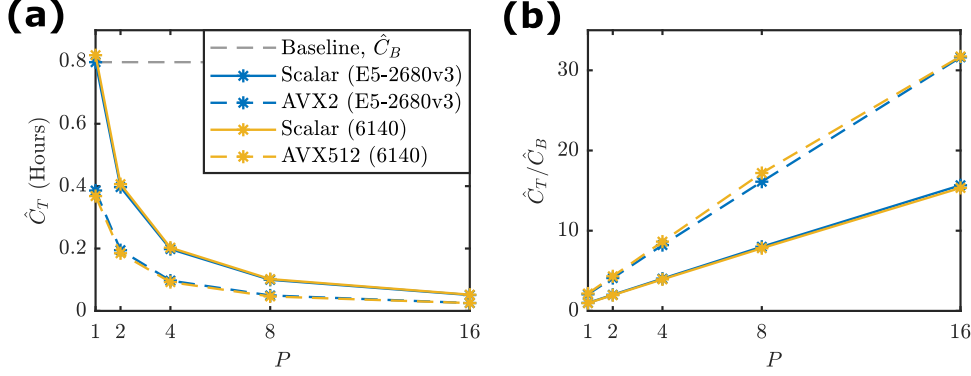 (a)
Ĉ_T (Hours)
0.8
0.6
0.4
0.2
0
1 2 4 8 16
P
Baseline, Ĉ_B
Scalar (E5-2680v3)
AVX2 (E5-2680v3)
Scalar (6140)
AVX512 (6140)
(b)
Ĉ_T/Ĉ_B
30
20
10
0
1 2 4 8 16
P